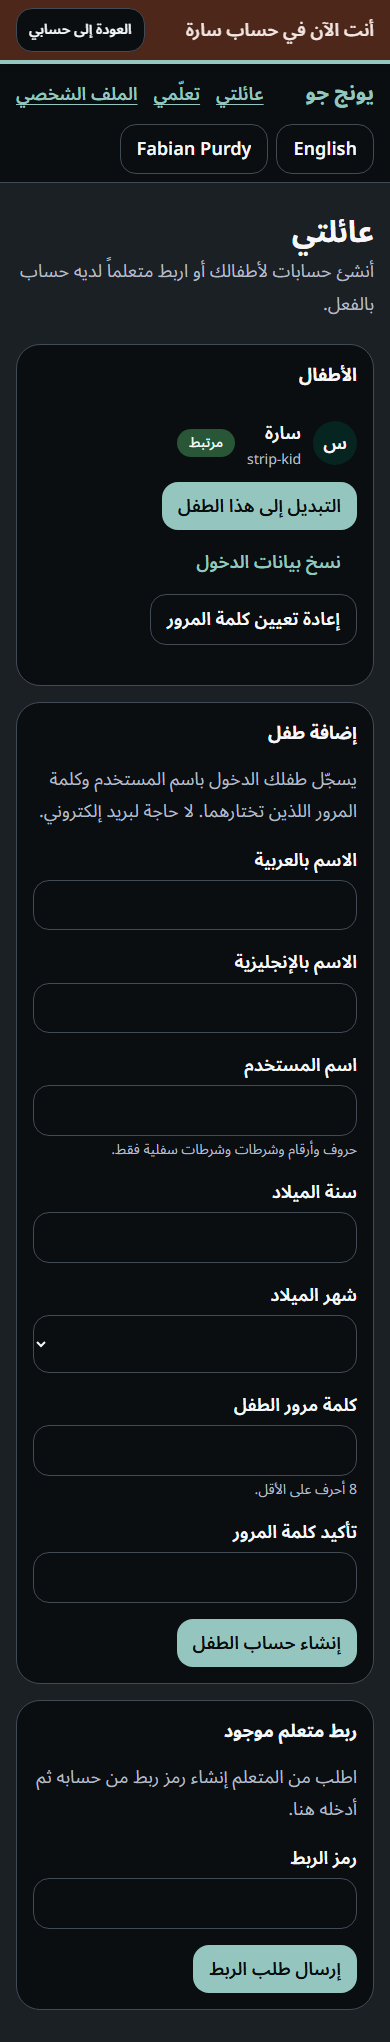 أنت الآن في حساب سارة
العودة إلى حسابي
يونج جو
عائلتي
تعلّمي
الملف الشخصي
English
Fabian Purdy
عائلتي
أنشئ حسابات لأطفالك أو اربط متعلماً لديه حساب
بالفعل.
الأطفال
س
سارة
مرتبط
strip-kid
التبديل إلى هذا الطفل
نسخ بيانات الدخول
إعادة تعيين كلمة المرور
إضافة طفل
يسجّل طفلك الدخول باسم المستخدم وكلمة
المرور اللذين تختارهما. لا حاجة لبريد إلكتروني.
الاسم بالعربية
الاسم بالإنجليزية
اسم المستخدم
حروف وأرقام وشرطات وشرطات سفلية فقط.
سنة الميلاد
شهر الميلاد
كلمة مرور الطفل
8 أحرف على الأقل.
تأكيد كلمة المرور
إنشاء حساب الطفل
ربط متعلم موجود
اطلب من المتعلم إنشاء رمز ربط من حسابه ثم
أدخله هنا.
رمز الربط
إرسال طلب الربط